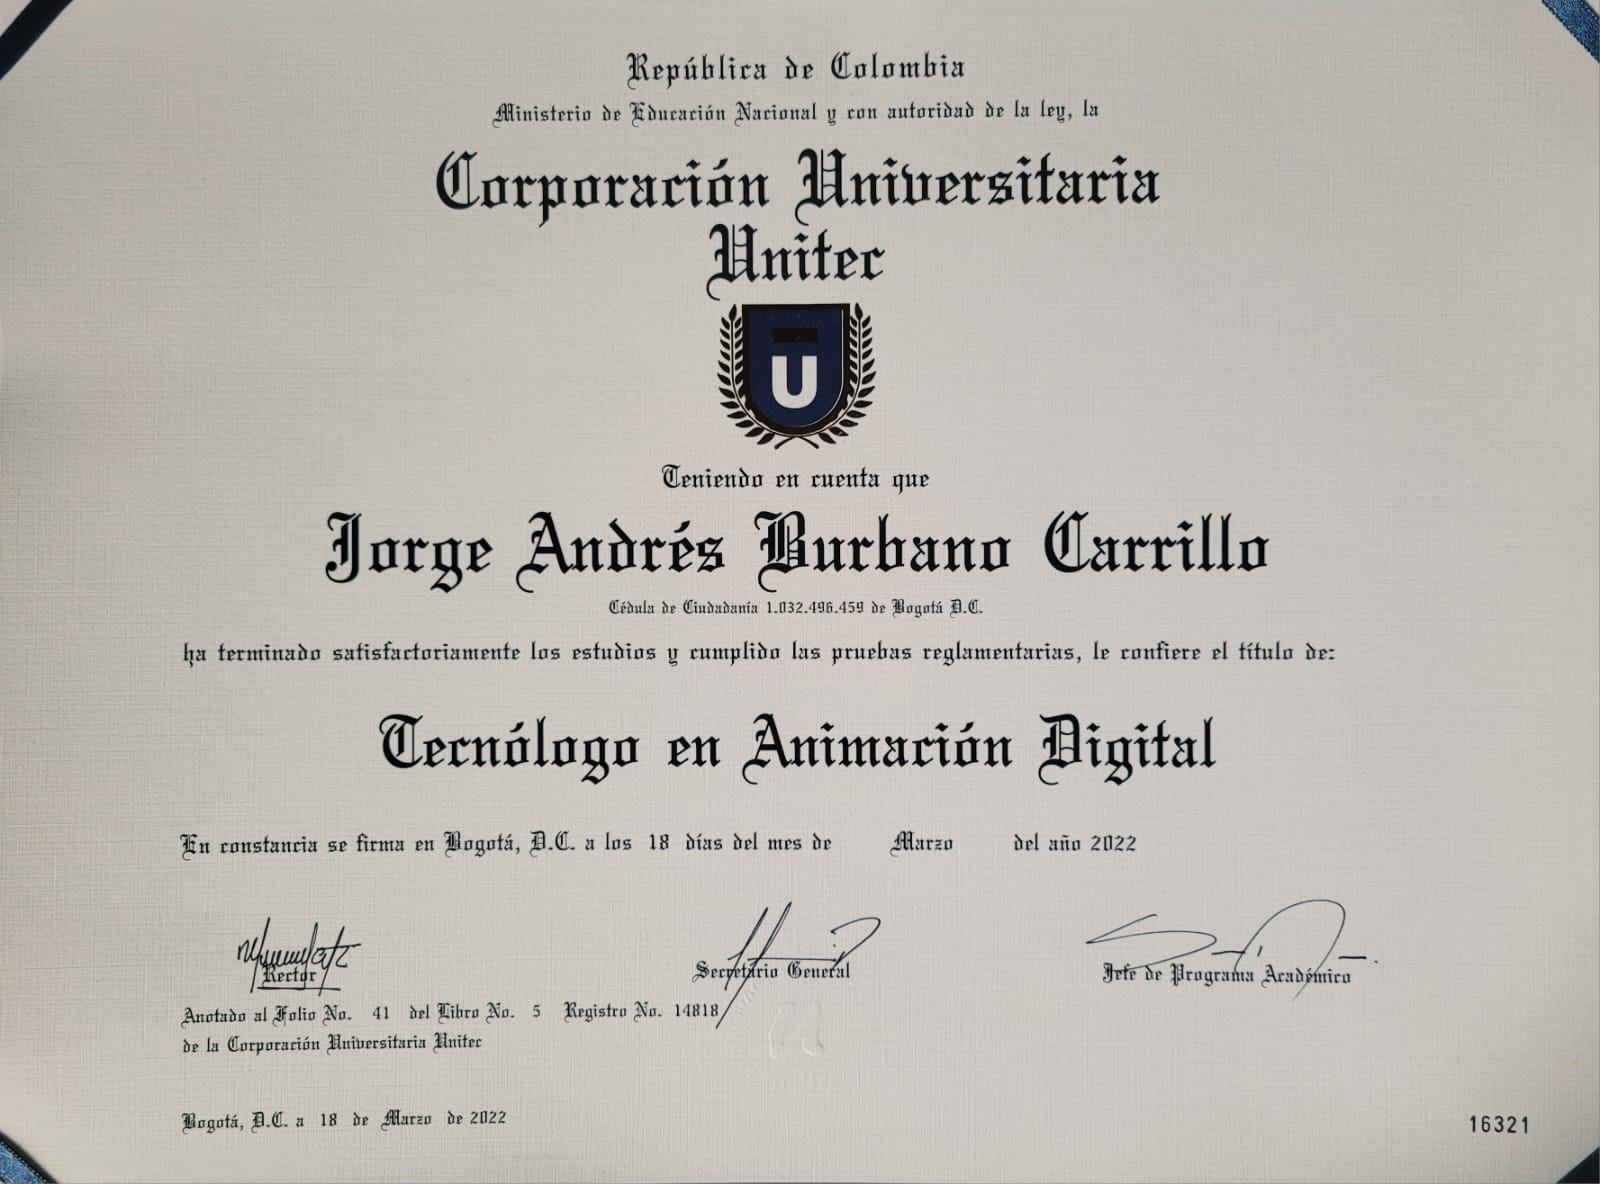 República de Colombia
Ministerio de Educación Nacional y con autoridad de la ley, la
Corporación Universitaria
Unitec
U
Teniendo en cuenta que
Jorge Andrés Burbano Carrillo
Cédula de Ciudadanía 1.032.496.459 de Bogotá D.C.
ha terminado satisfactoriamente los estudios y cumplido las pruebas reglamentarias, le confiere el título de:
Tecnólogo en Animación Digital
En constancia se firma en Bogotá, D.C. a los 18 días del mes de Marzo del año 2022
Rector Secretario General Jefe de Programa Académico
Anotado al Folio No. 41 del Libro No. 5 Registro No. 14818
de la Corporación Universitaria Unitec
Bogotá, D.C. a 18 de Marzo de 2022
16321